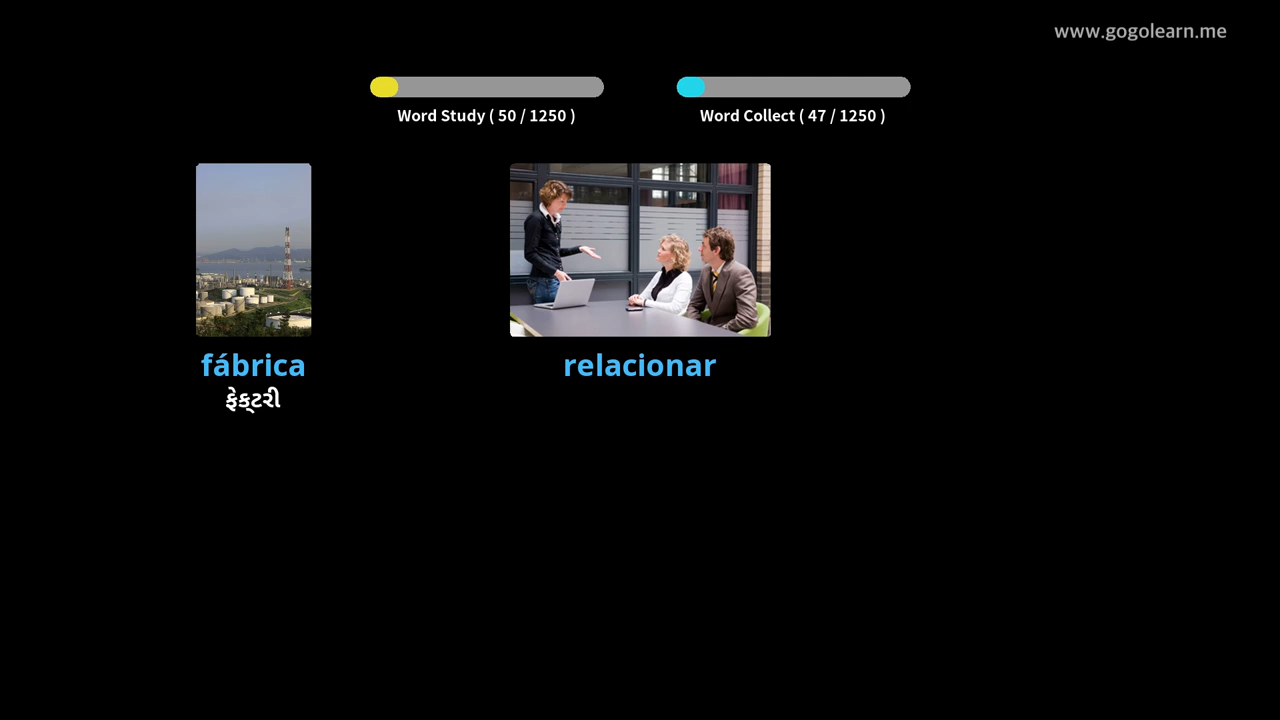 www.gogolearn.me
Word Study ( 50 / 1250 )
Word Collect ( 47 / 1250 )
fábrica
ફેક્ટરી
relacionar